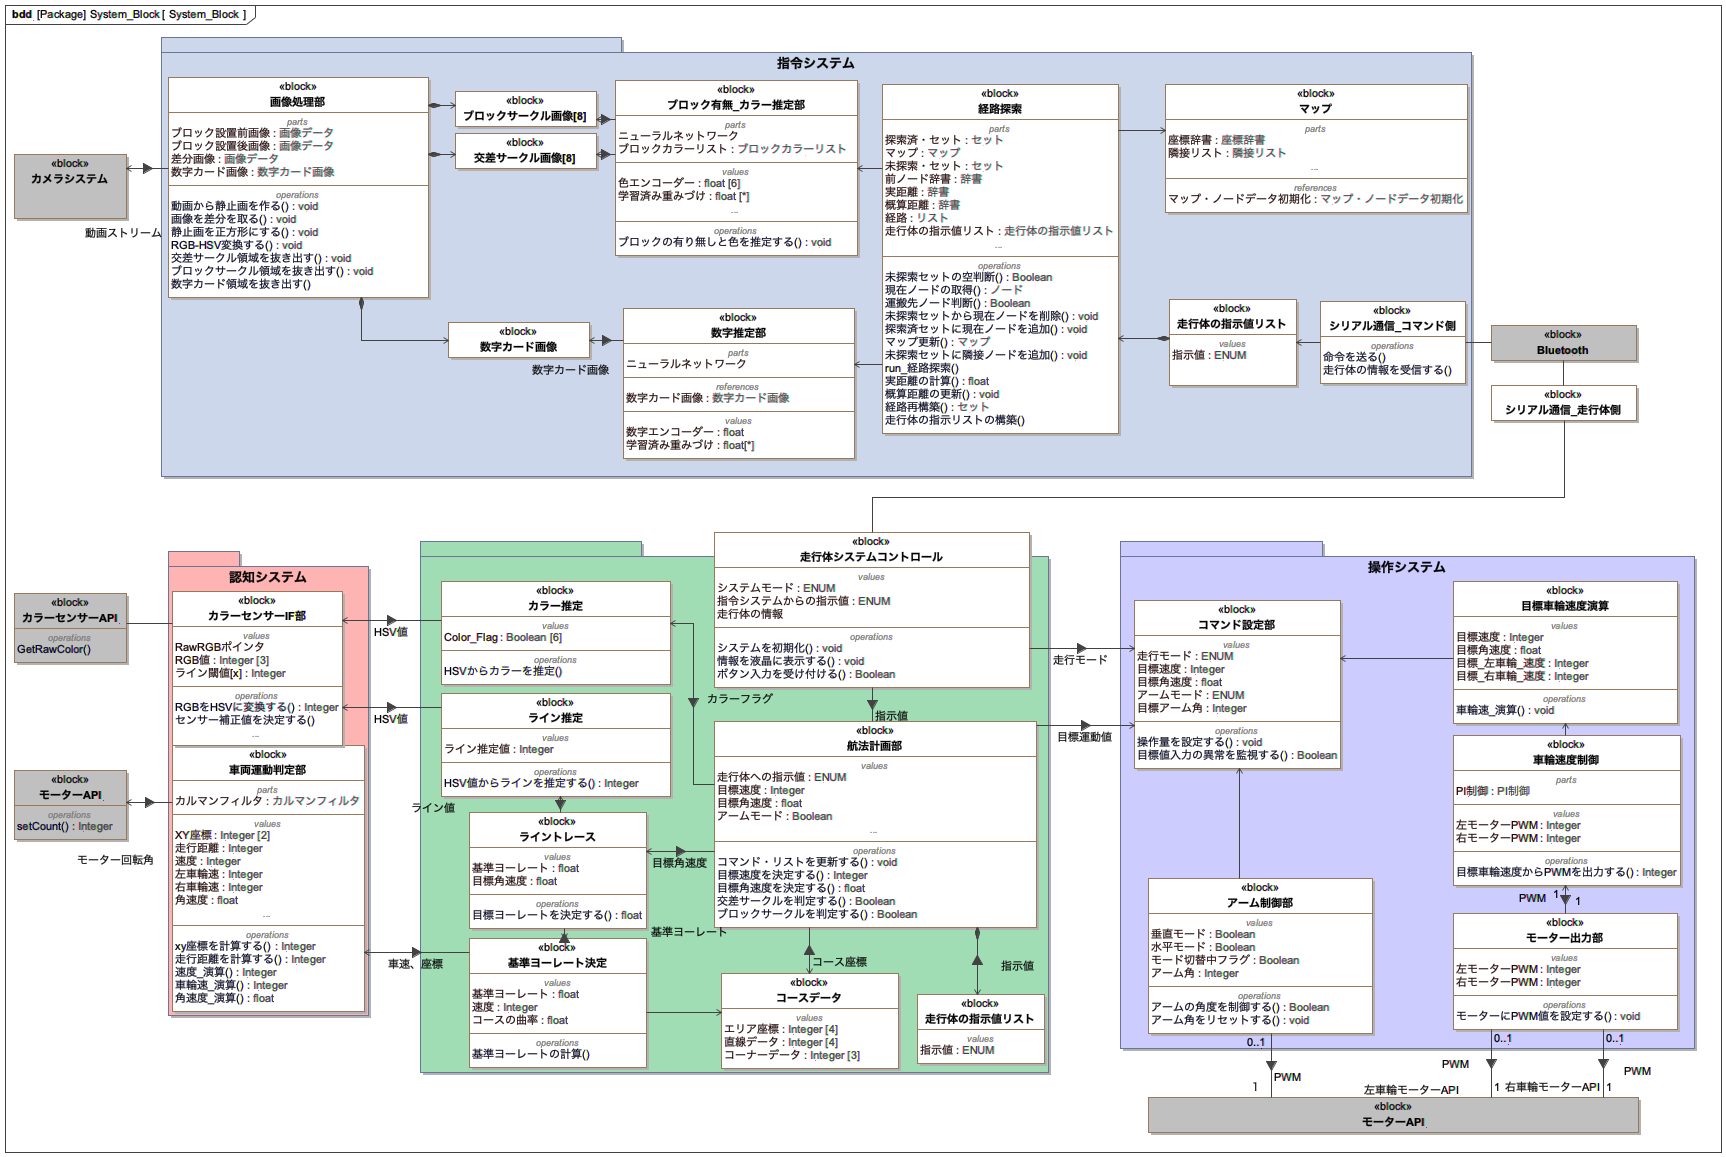 bdd [Package] System_Block [ System_Block ]
指令システム
«block»
画像処理部
parts
ブロック設置前画像 : 画像データ
ブロック設置後画像 : 画像データ
差分画像 : 画像データ
数字カード画像 : 数字カード画像
operations
動画から静止画を作る() : void
画像を差分を取る() : void
静止画を正方形にする() : void
RGB-HSV変換する() : void
交差サークル領域を抜き出す() : void
ブロックサークル領域を抜き出す() : void
数字カード領域を抜き出す()
«block»
カメラシステム
動画ストリーム
«block»
ブロックサークル画像[8]
«block»
交差サークル画像[8]
«block»
ブロック有無_カラー推定部
parts
ニューラルネットワーク
ブロックカラーリスト : ブロックカラーリスト
values
色エンコーダー : float [6]
学習済み重みづけ : float [*]
...
operations
ブロックの有り無しと色を推定する() : void
«block»
数字カード画像
数字カード画像
«block»
数字推定部
parts
ニューラルネットワーク
references
数字カード画像 : 数字カード画像
values
数字エンコーダー : float
学習済み重みづけ : float[*]
«block»
経路探索
parts
探索済・セット : セット
マップ : マップ
未探索・セット : セット
前ノード辞書 : 辞書
実距離 : 辞書
概算距離 : 辞書
経路 : リスト
走行体の指示値リスト : 走行体の指示値リスト
...
operations
未探索セットの空判断() : Boolean
現在ノードの取得() : ノード
運搬先ノード判断() : Boolean
未探索セットから現在ノードを削除() : void
探索済セットに現在ノードを追加() : void
マップ更新() : マップ
未探索セットに隣接ノードを追加() : void
run_経路探索()
実距離の計算() : float
概算距離の更新() : void
経路再構築() : セット
走行体の指示リストの構築()
«block»
マップ
parts
座標辞書 : 座標辞書
隣接リスト : 隣接リスト
...
references
マップ・ノードデータ初期化 : マップ・ノードデータ初期化
«block»
走行体の指示値リスト
values
指示値 : ENUM
«block»
シリアル通信_コマンド側
operations
命令を送る()
走行体の情報を受信する()
«block»
Bluetooth
«block»
シリアル通信_走行体側
認知システム
«block»
カラーセンサーAPI
operations
GetRawColor()
«block»
カラーセンサーIF部
values
RawRGBポインタ
RGB値 : Integer [3]
ライン閾値[x] : Integer
operations
RGBをHSVに変換する() : Integer
センサー補正値を決定する()
...
«block»
モーターAPI
operations
setCount() : Integer
モーター回転角
«block»
車両運動判定部
parts
カルマンフィルタ : カルマンフィルタ
values
XY座標 : Integer [2]
走行距離 : Integer
速度 : Integer
左車輪速 : Integer
右車輪速 : Integer
角速度 : float
...
operations
xy座標を計算する() : Integer
走行距離を計算する() : Integer
速度_演算() : Integer
車輪速_演算() : Integer
角速度_演算() : float
HSV値
HSV値
車速、座標
«block»
カラー推定
values
Color_Flag : Boolean [6]
operations
HSVからカラーを推定()
«block»
ライン推定
values
ライン推定値 : Integer
operations
HSV値からラインを推定する() : Integer
ライン値
«block»
ライントレース
values
基準ヨーレート : float
目標角速度 : float
operations
目標ヨーレートを決定する() : float
基準ヨーレート
«block»
基準ヨーレート決定
values
基準ヨーレート : float
速度 : Integer
コースの曲率 : float
operations
基準ヨーレートの計算()
«block»
走行体システムコントロール
values
システムモード : ENUM
指令システムからの指示値 : ENUM
走行体の情報
operations
システムを初期化() : void
情報を液晶に表示する() : void
ボタン入力を受け付ける() : Boolean
カラーフラグ
指示値
目標角速度
«block»
航法計画部
values
走行体への指示値 : ENUM
目標速度 : Integer
目標角速度 : float
アームモード : Boolean
...
operations
コマンド・リストを更新する() : void
目標速度を決定する() : Integer
目標角速度を決定する() : float
交差サークルを判定する() : Boolean
ブロックサークルを判定する() : Boolean
コース座標
指示値
«block»
コースデータ
values
エリア座標 : Integer [4]
直線データ : Integer [4]
コーナーデータ : Integer [3]
«block»
走行体の指示値リスト
values
指示値 : ENUM
走行モード
目標運動値
操作システム
«block»
コマンド設定部
values
走行モード : ENUM
目標速度 : Integer
目標角速度 : float
アームモード : ENUM
目標アーム角 : Integer
operations
操作量を設定する() : void
目標値入力の異常を監視する() : Boolean
«block»
目標車輪速度演算
values
目標速度 : Integer
目標角速度 : float
目標_左車輪_速度 : Integer
目標_右車輪_速度 : Integer
operations
車輪速_演算() : void
«block»
車輪速度制御
parts
PI制御 : PI制御
values
左モーターPWM : Integer
右モーターPWM : Integer
operations
目標車輪速度からPWMを出力する() : Integer
PWM 1 1
«block»
アーム制御部
values
垂直モード : Boolean
水平モード : Boolean
モード切替中フラグ : Boolean
アーム角 : Integer
operations
アームの角度を制御する() : Boolean
アーム角をリセットする() : void
«block»
モーター出力部
values
左モーターPWM : Integer
右モーターPWM : Integer
operations
モーターにPWM値を設定する() : void
0..1 0..1 0..1
PWM PWM PWM
1 左車輪モーターAPI 1 右車輪モーターAPI 1
«block»
モーターAPI